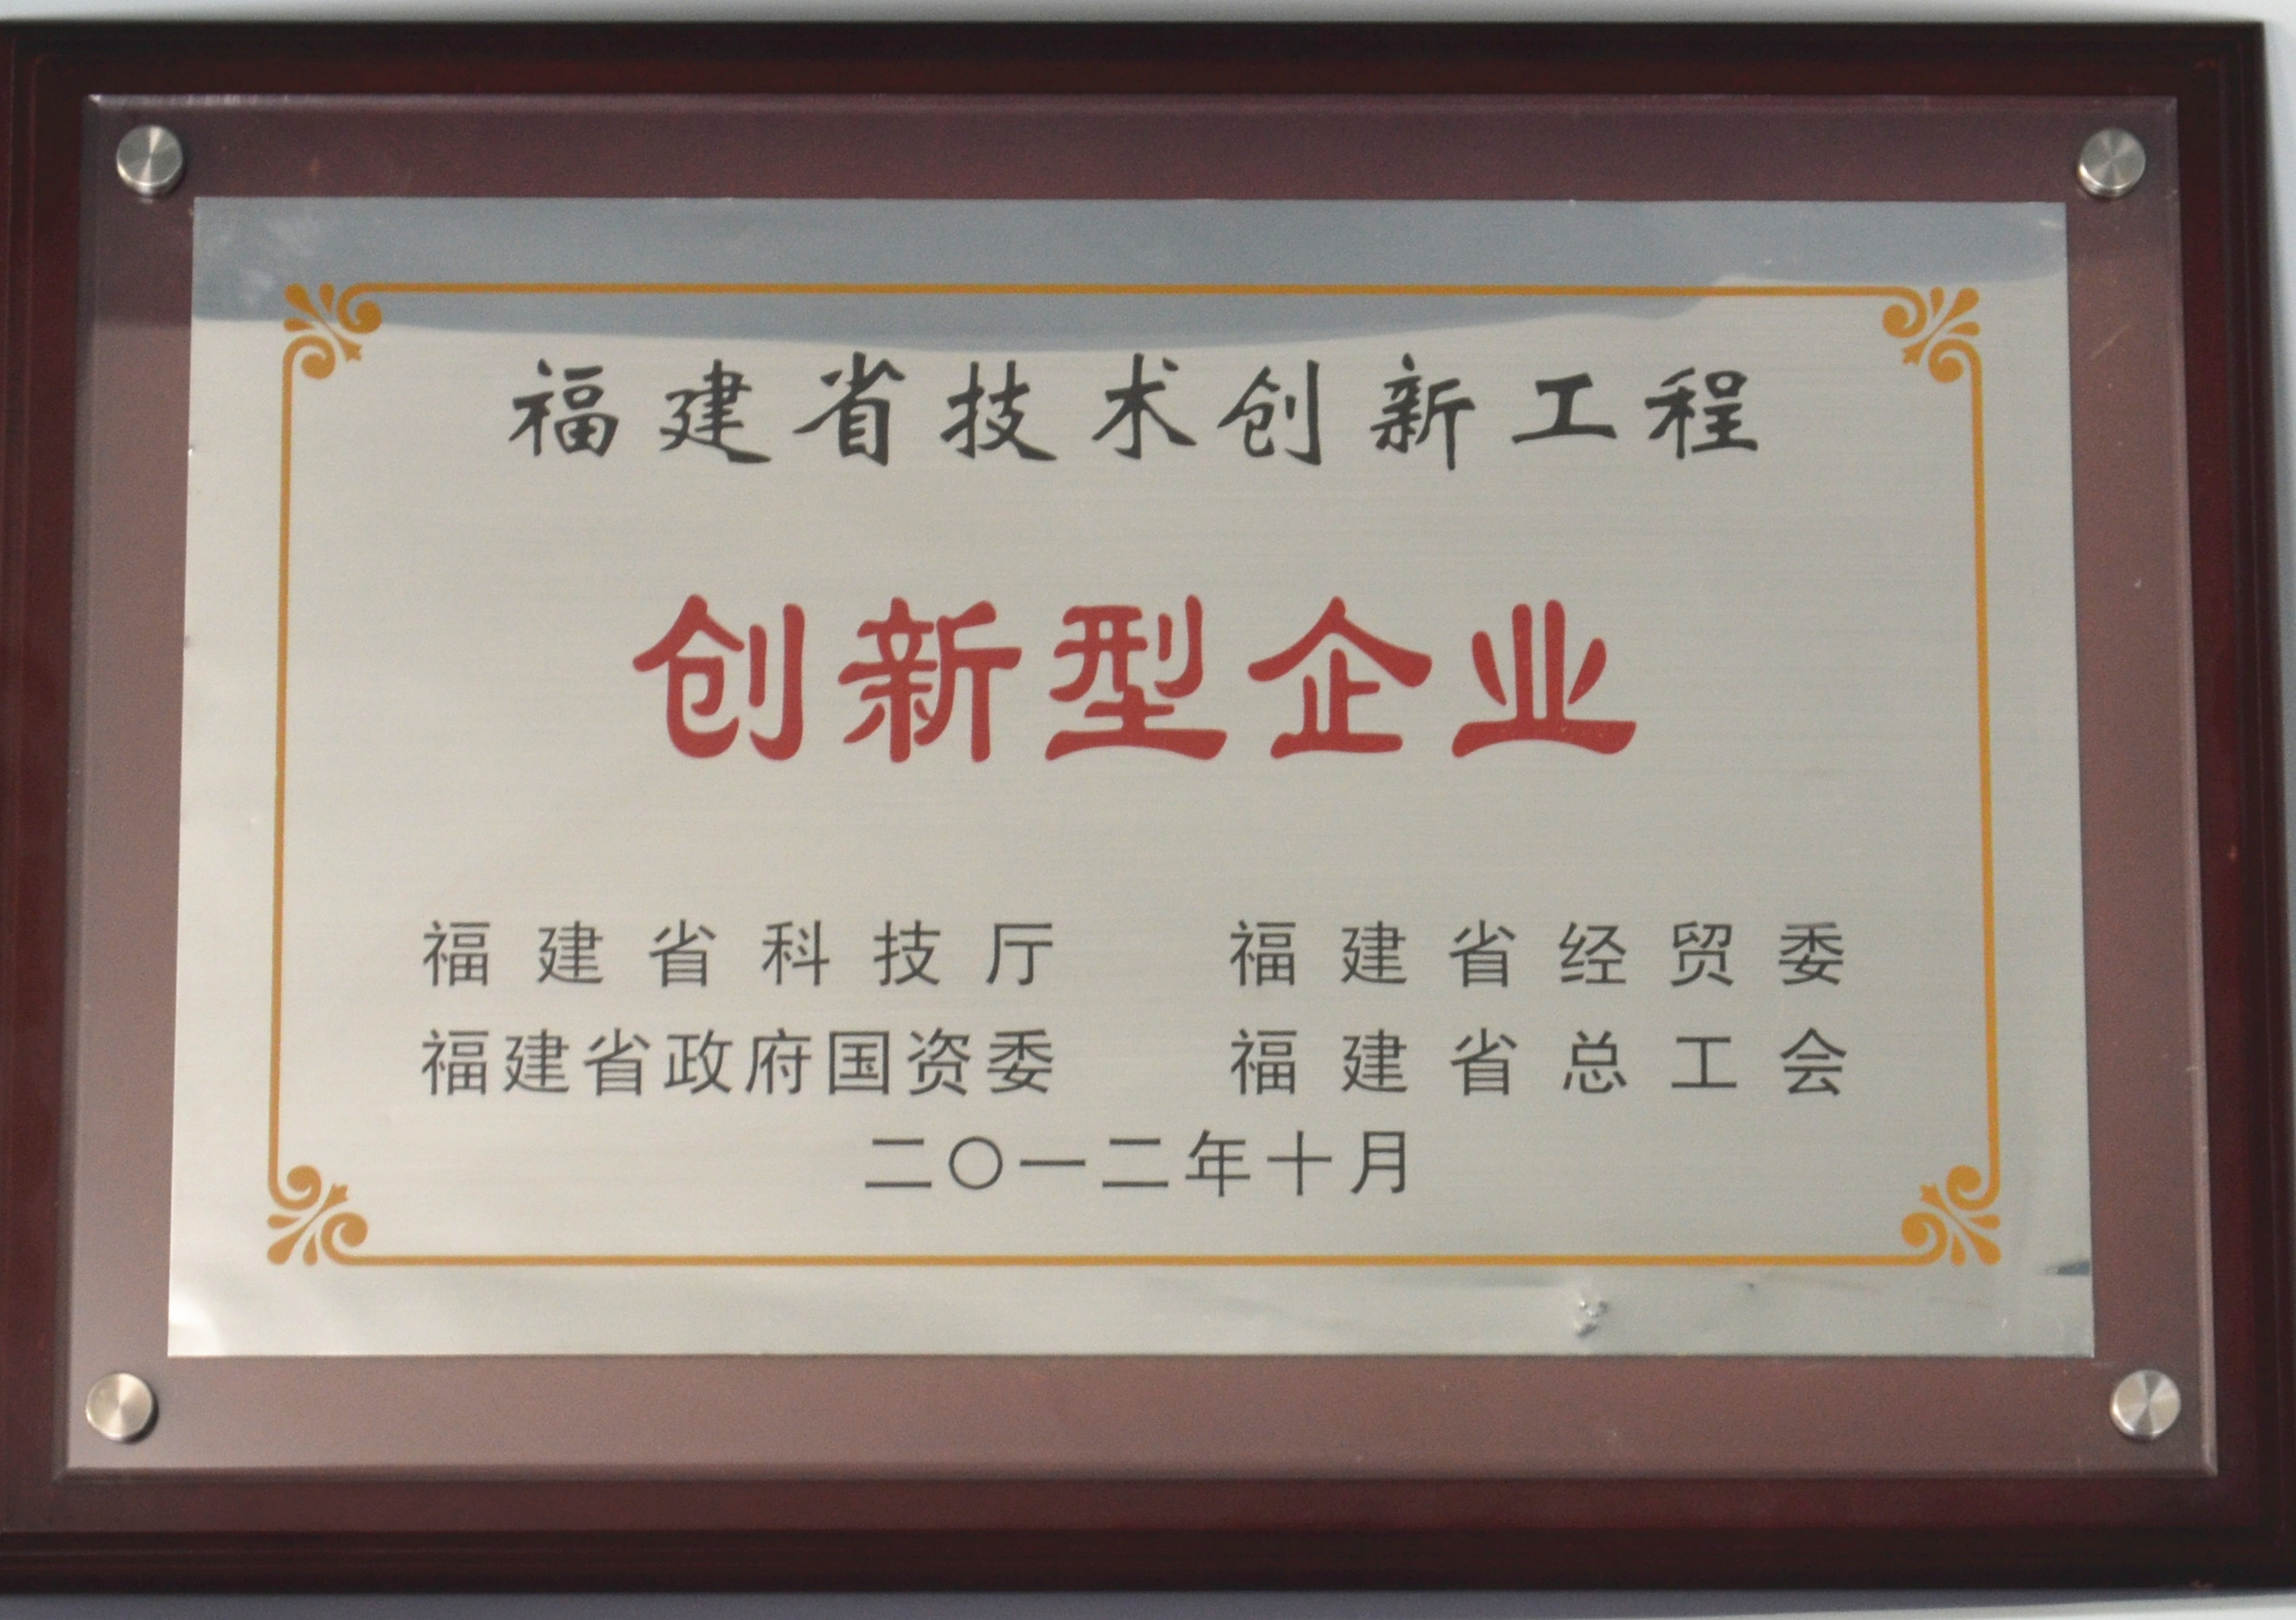 福建省技术创新工程
创新型企业
福建省科技厅 福建省经贸委
福建省政府国资委 福建省总工会
二〇一二年十月